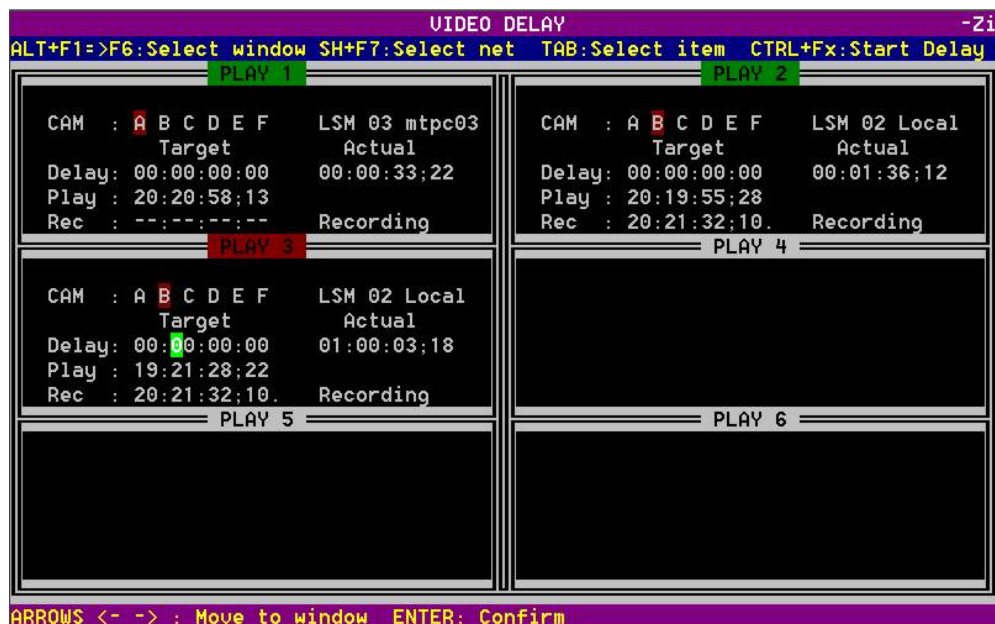 VIDEO DELAY -Zi
ALT+F1=>F6:Select window SH+F7:Select net TAB:Select item CTRL+Fx:Start Delay
PLAY 1
CAM : A B C D E F LSM 03 mtpc03
Target Actual
Delay: 00:00:00:00 00:00:33;22
Play : 20:20:58;13
Rec : --:--:--:-- Recording
PLAY 2
CAM : A B C D E F LSM 02 Local
Target Actual
Delay: 00:00:00:00 00:01:36;12
Play : 20:19:55;28
Rec : 20:21:32;10. Recording
PLAY 3
CAM : A B C D E F LSM 02 Local
Target Actual
Delay: 00:00:00:00 01:00:03;18
Play : 19:21:28;22
Rec : 20:21:32;10. Recording
PLAY 4
PLAY 5
PLAY 6
ARROWS <- -> : Move to window ENTER: Confirm